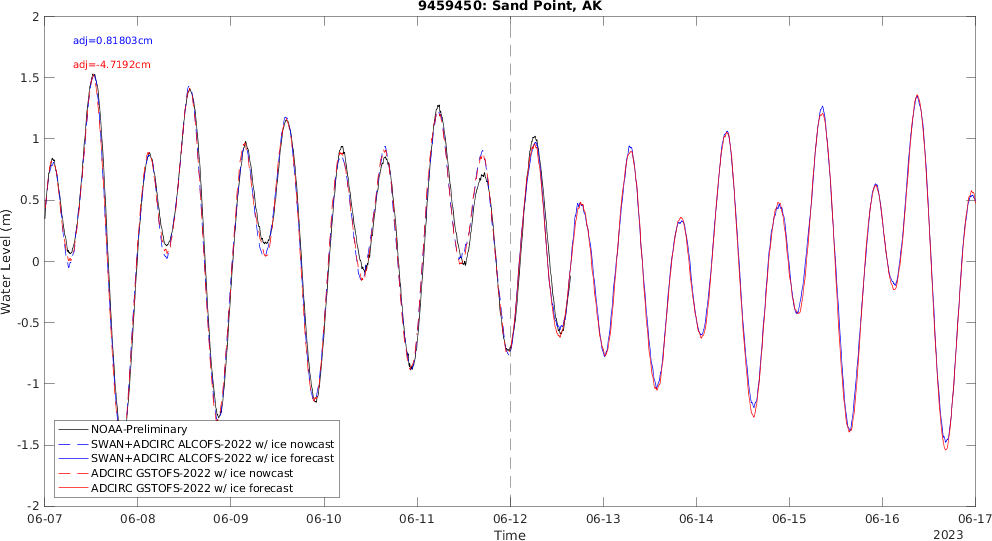 9459450: Sand Point, AK
adj=0.81803cm
adj=-4.7192cm
Water Level (m)
2
1.5
1
0.5
0
-0.5
-1
-1.5
-2
NOAA-Preliminary
SWAN+ADCIRC ALCOFS-2022 w/ ice nowcast
SWAN+ADCIRC ALCOFS-2022 w/ ice forecast
ADCIRC GSTOFS-2022 w/ ice nowcast
ADCIRC GSTOFS-2022 w/ ice forecast
06-07 06-08 06-09 06-10 06-11 06-12 06-13 06-14 06-15 06-16 06-17
Time
2023